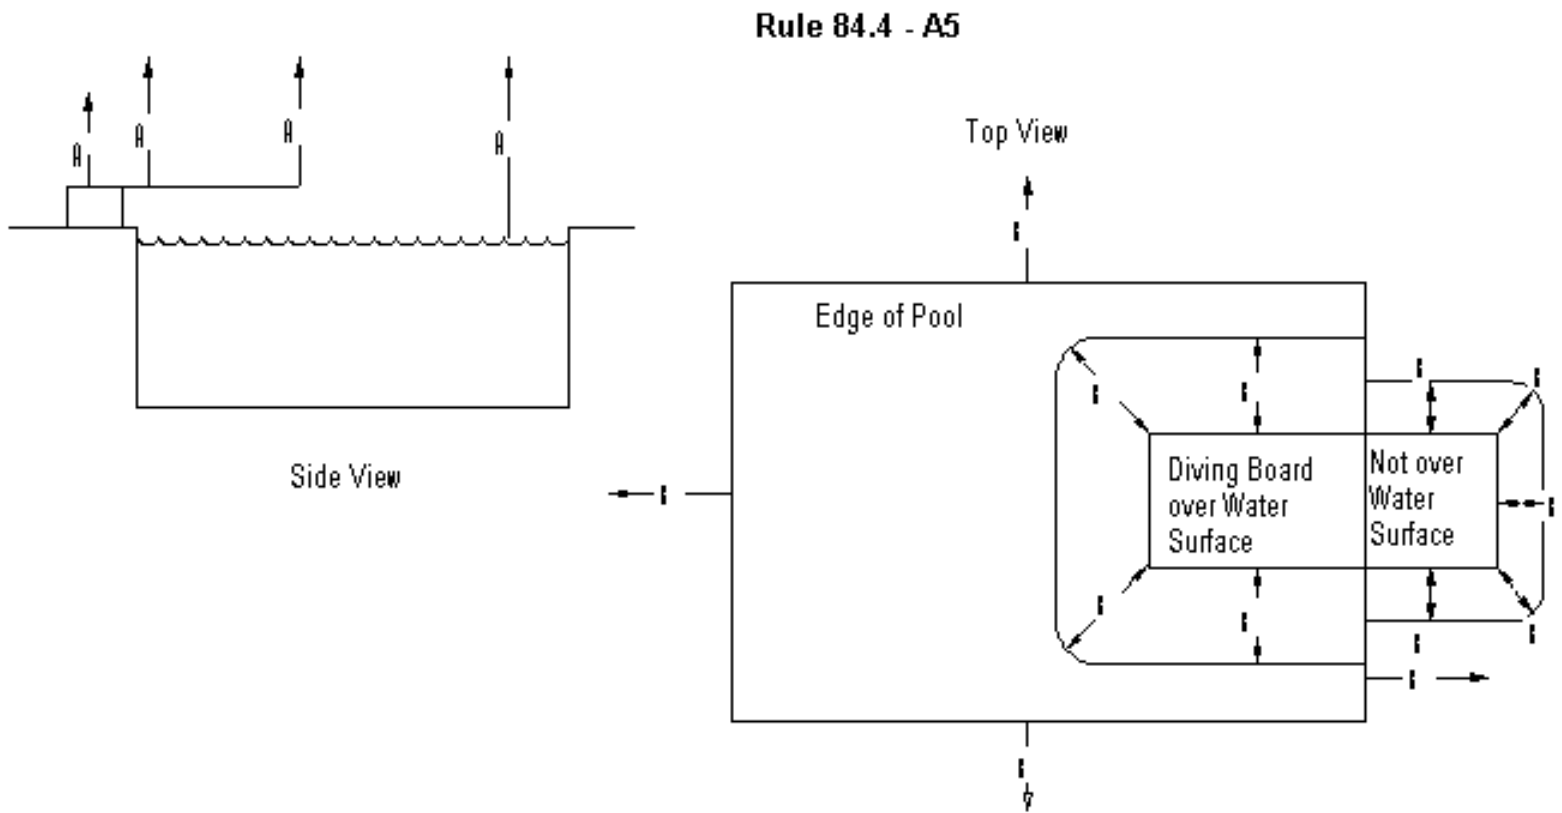 Rule 84.4 - A5
A
A
A
A
Top View
Edge of Pool
Side View
Diving Board
over Water
Surface
Not over
Water
Surface